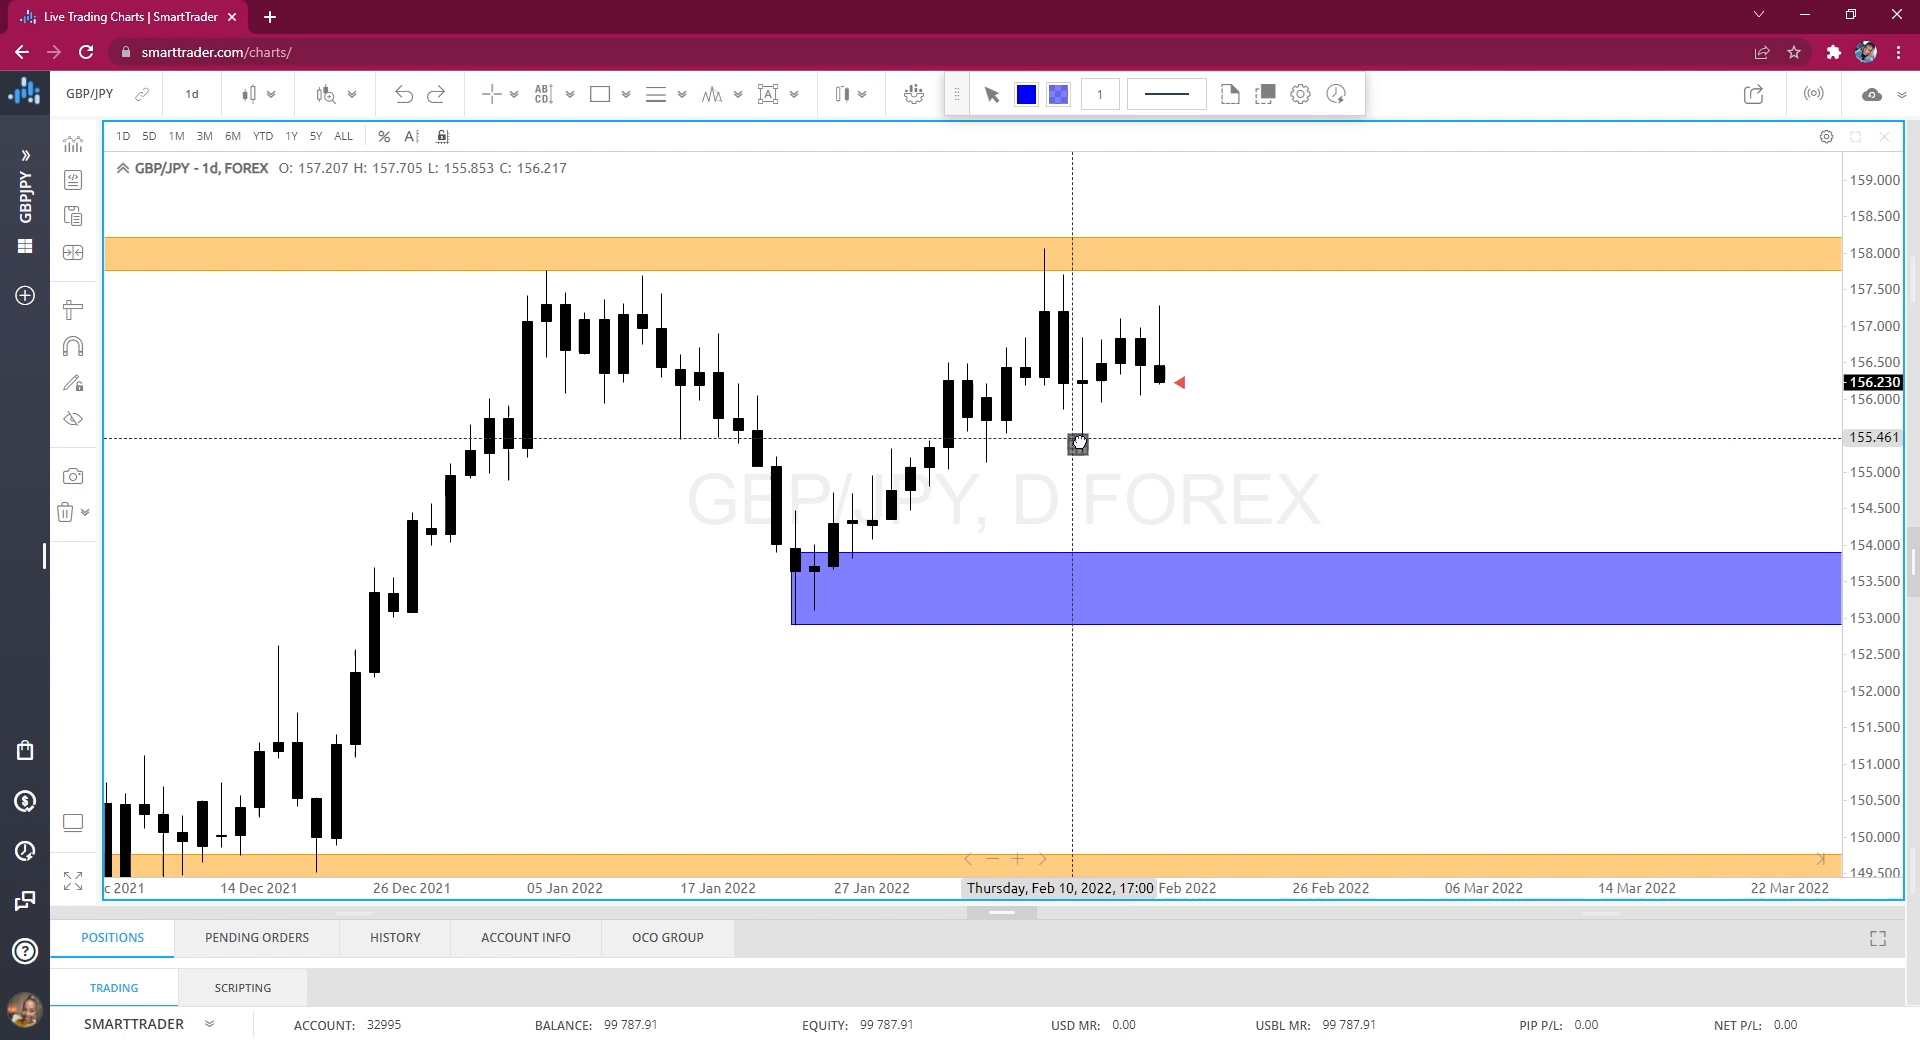 Live Trading Charts | SmartTrader
smarttrader.com/charts/
GBP/JPY 1d 1
1D 5D 1M 3M 6M YTD 1Y 5Y ALL %
GBP/JPY - 1d, FOREX O: 157.207 H: 157.705 L: 155.853 C: 156.217
GBPJPY
159.000
158.500
158.000
157.500
157.000
156.500
156.230
156.000
155.461
155.000
154.500
154.000
153.500
153.000
152.500
152.000
151.500
151.000
150.500
150.000
149.500
GBP/JPY, D FOREX
c 2021 14 Dec 2021 26 Dec 2021 05 Jan 2022 17 Jan 2022 27 Jan 2022 Thursday, Feb 10, 2022, 17:00 Feb 2022 26 Feb 2022 06 Mar 2022 14 Mar 2022 22 Mar 2022
POSITIONS PENDING ORDERS HISTORY ACCOUNT INFO OCO GROUP
TRADING SCRIPTING
SMARTTRADER ACCOUNT: 32995 BALANCE: 99 787.91 EQUITY: 99 787.91 USD MR: 0.00 USBL MR: 99 787.91 PIP P/L: 0.00 NET P/L: 0.00